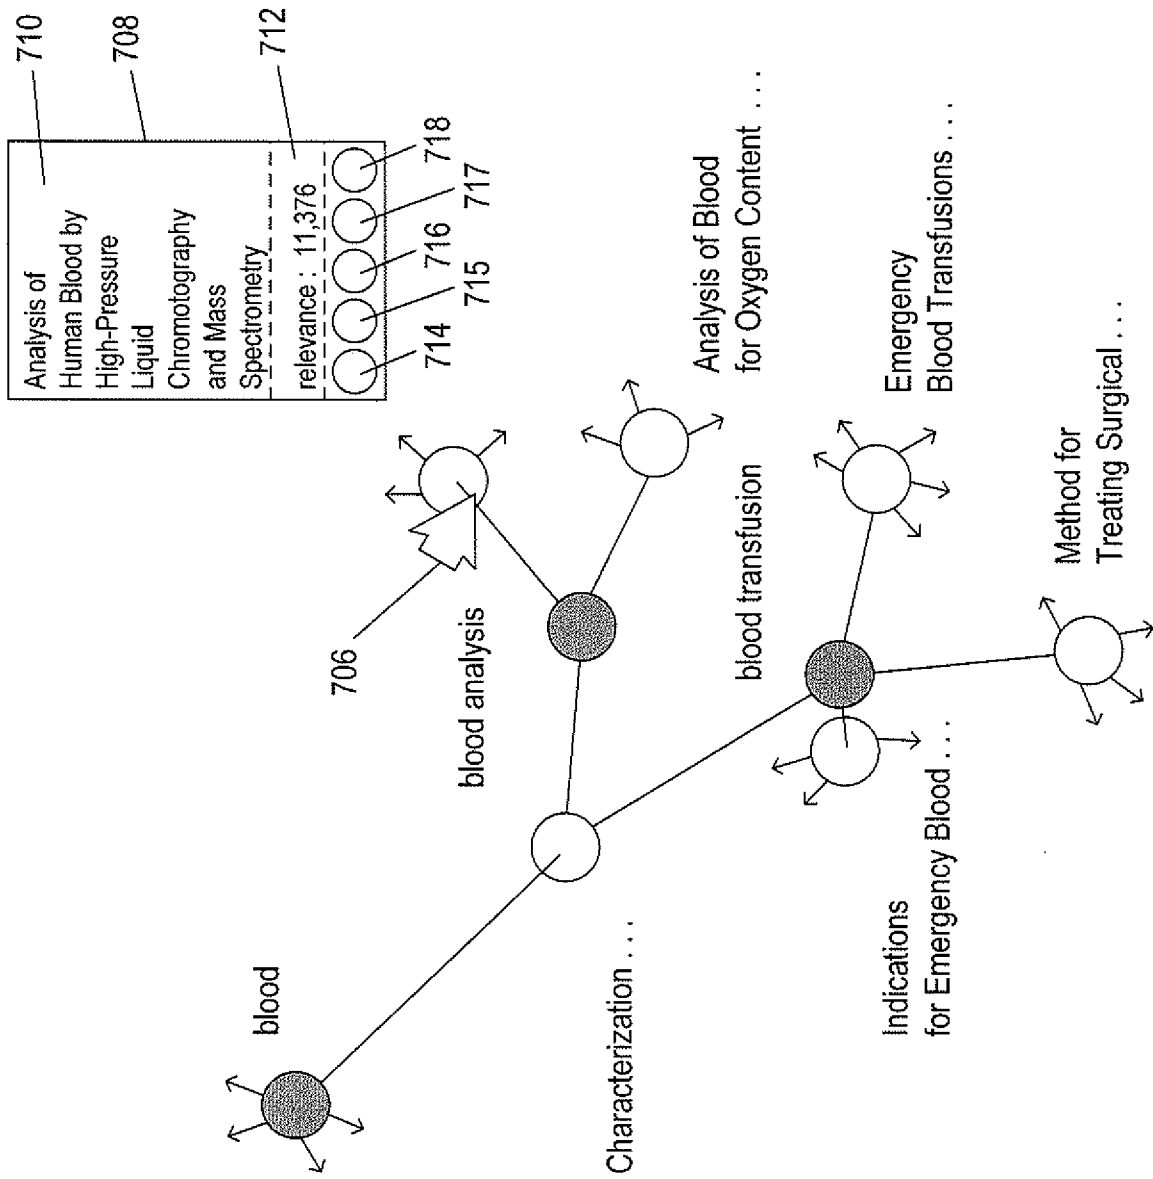 710
708
712
Analysis of
Human Blood by
High-Pressure
Liquid
Chromotography
and Mass
Spectrometry
relevance : 11,376
714
715
716
717
718
706
blood
blood analysis
Analysis of Blood
for Oxygen Content . . .
Characterization . . . .
blood transfusion
Emergency
Blood Transfusions . . .
Indications
for Emergency Blood . . . .
Method for
Treating Surgical . . .